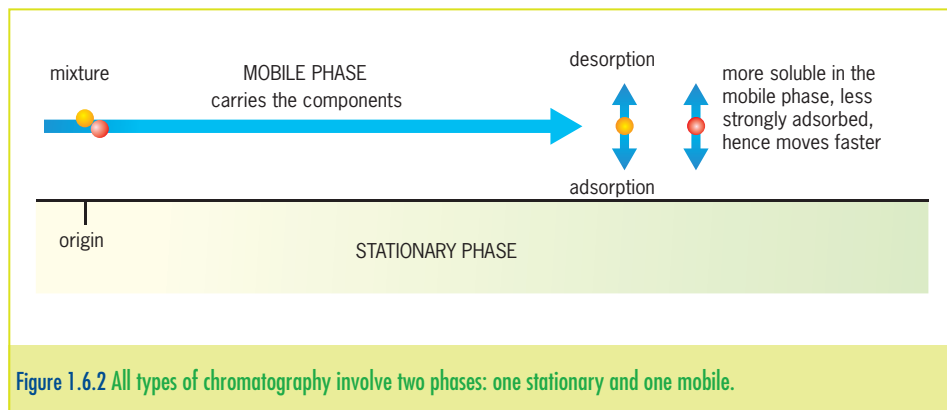 mixture
MOBILE PHASE
carries the components
desorption
adsorption
more soluble in the
mobile phase, less
strongly adsorbed,
hence moves faster
origin
STATIONARY PHASE
Figure 1.6.2 All types of chromatography involve two phases: one stationary and one mobile.